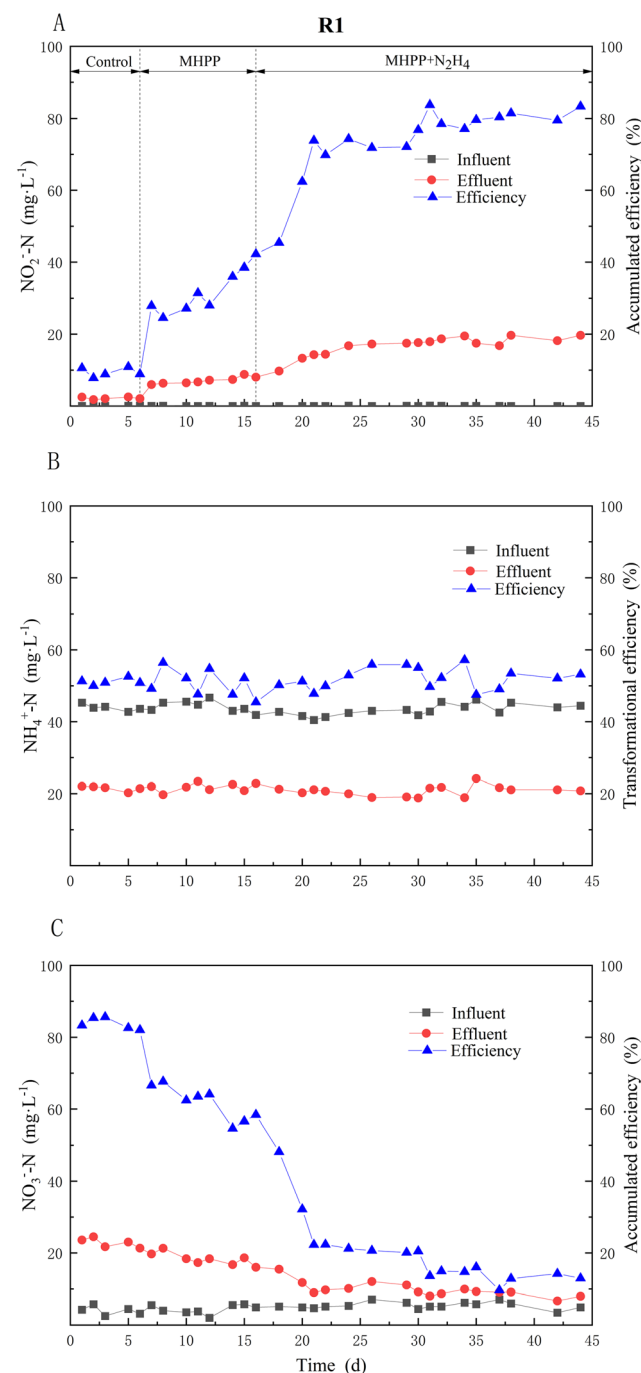 A
R1
Control
MHPP
MHPP+N₂H₄
100
80
60
40
20
0
5
10
15
20
25
30
35
40
45
100
80
60
40
20
NO₂⁻-N (mg·L⁻¹)
Accumulated efficiency (%)
Influent
Effluent
Efficiency
B
100
80
60
40
20
0
5
10
15
20
25
30
35
40
45
100
80
60
40
20
NH₄⁺-N (mg·L⁻¹)
Transformational efficiency (%)
Influent
Effluent
Efficiency
C
100
80
60
40
20
0
5
10
15
20
25
30
35
40
45
100
80
60
40
20
NO₃⁻-N (mg·L⁻¹)
Accumulated efficiency (%)
Influent
Effluent
Efficiency
Time (d)